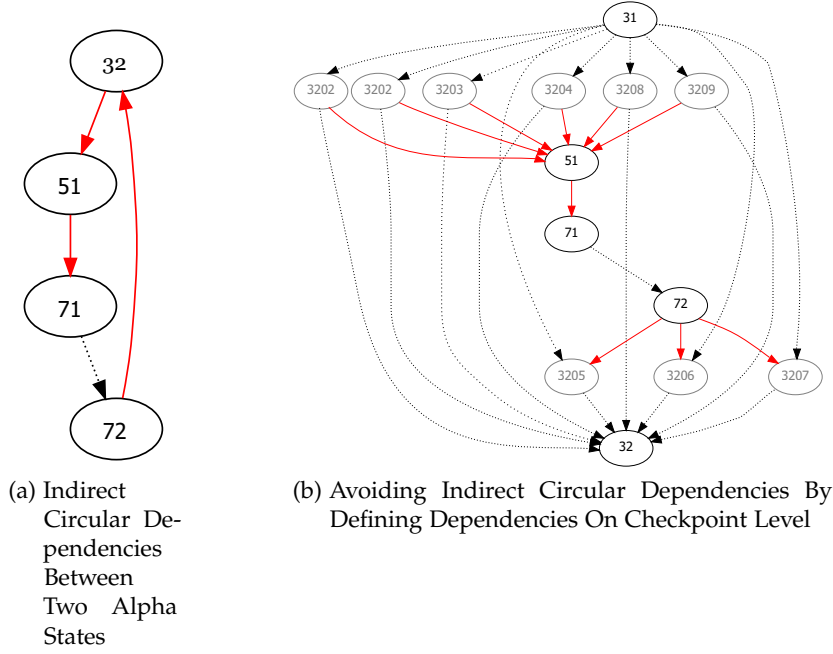 32
51
71
72
(a) Indirect
Circular De-
pendencies
Between
Two Alpha
States
31
3202 3202 3203 3204 3208 3209
51
71
72
3205 3206 3207
32
(b) Avoiding Indirect Circular Dependencies By
Defining Dependencies On Checkpoint Level